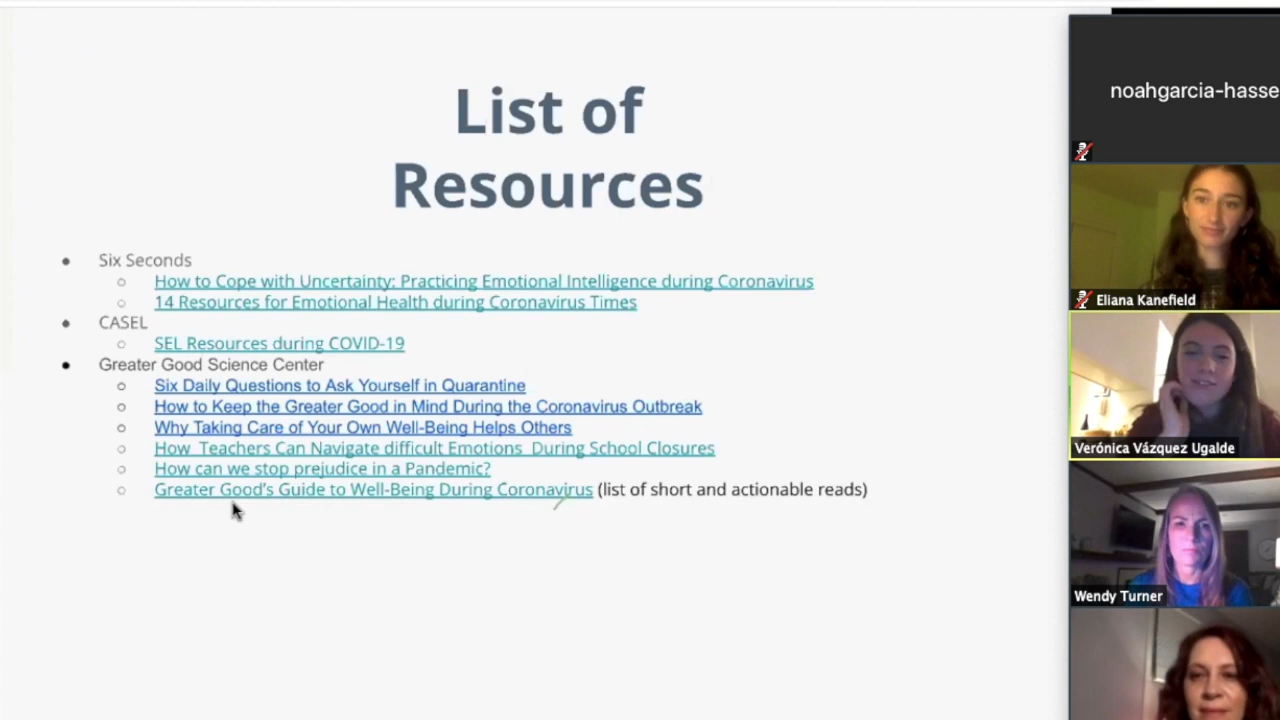 List of
Resources
Six Seconds
How to Cope with Uncertainty: Practicing Emotional Intelligence during Coronavirus
14 Resources for Emotional Health during Coronavirus Times
CASEL
SEL Resources during COVID-19
Greater Good Science Center
Six Daily Questions to Ask Yourself in Quarantine
How to Keep the Greater Good in Mind During the Coronavirus Outbreak
Why Taking Care of Your Own Well-Being Helps Others
How Teachers Can Navigate difficult Emotions During School Closures
How can we stop prejudice in a Pandemic?
Greater Good's Guide to Well-Being During Coronavirus (list of short and actionable reads)
noahgarcia-hasse
Eliana Kanefield
Verónica Vázquez Ugalde
Wendy Turner